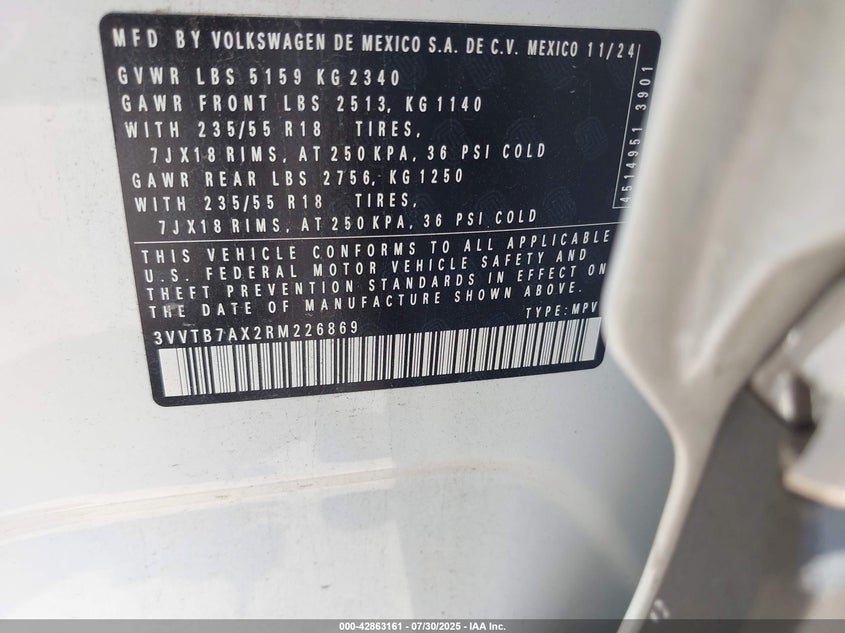 MFD BY VOLKSWAGEN DE MEXICO S.A. DE C.V. MEXICO 11/24
GVWR LBS 5159 KG 2340
GAWR FRONT LBS 2513, KG 1140
WITH 235/55 R18 TIRES,
7JX18 RIMS, AT 250 KPA, 36 PSI COLD
GAWR REAR LBS 2756, KG 1250
WITH 235/55 R18 TIRES,
7JX18 RIMS, AT 250 KPA, 36 PSI COLD
4514951 3901
THIS VEHICLE CONFORMS TO ALL APPLICABLE
U.S. FEDERAL MOTOR VEHICLE SAFETY AND
THEFT PREVENTION STANDARDS IN EFFECT ON
THE DATE OF MANUFACTURE SHOWN ABOVE.
TYPE: MPV
3VVTB7AX2RM226869
000-42863161 - 07/30/2025 - IAA Inc.